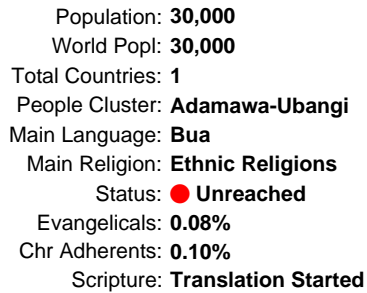 Population: 30,000
World Popl: 30,000
Total Countries: 1
People Cluster: Adamawa-Ubangi
Main Language: Bua
Main Religion: Ethnic Religions
Status: Unreached
Evangelicals: 0.08%
Chr Adherents: 0.10%
Scripture: Translation Started